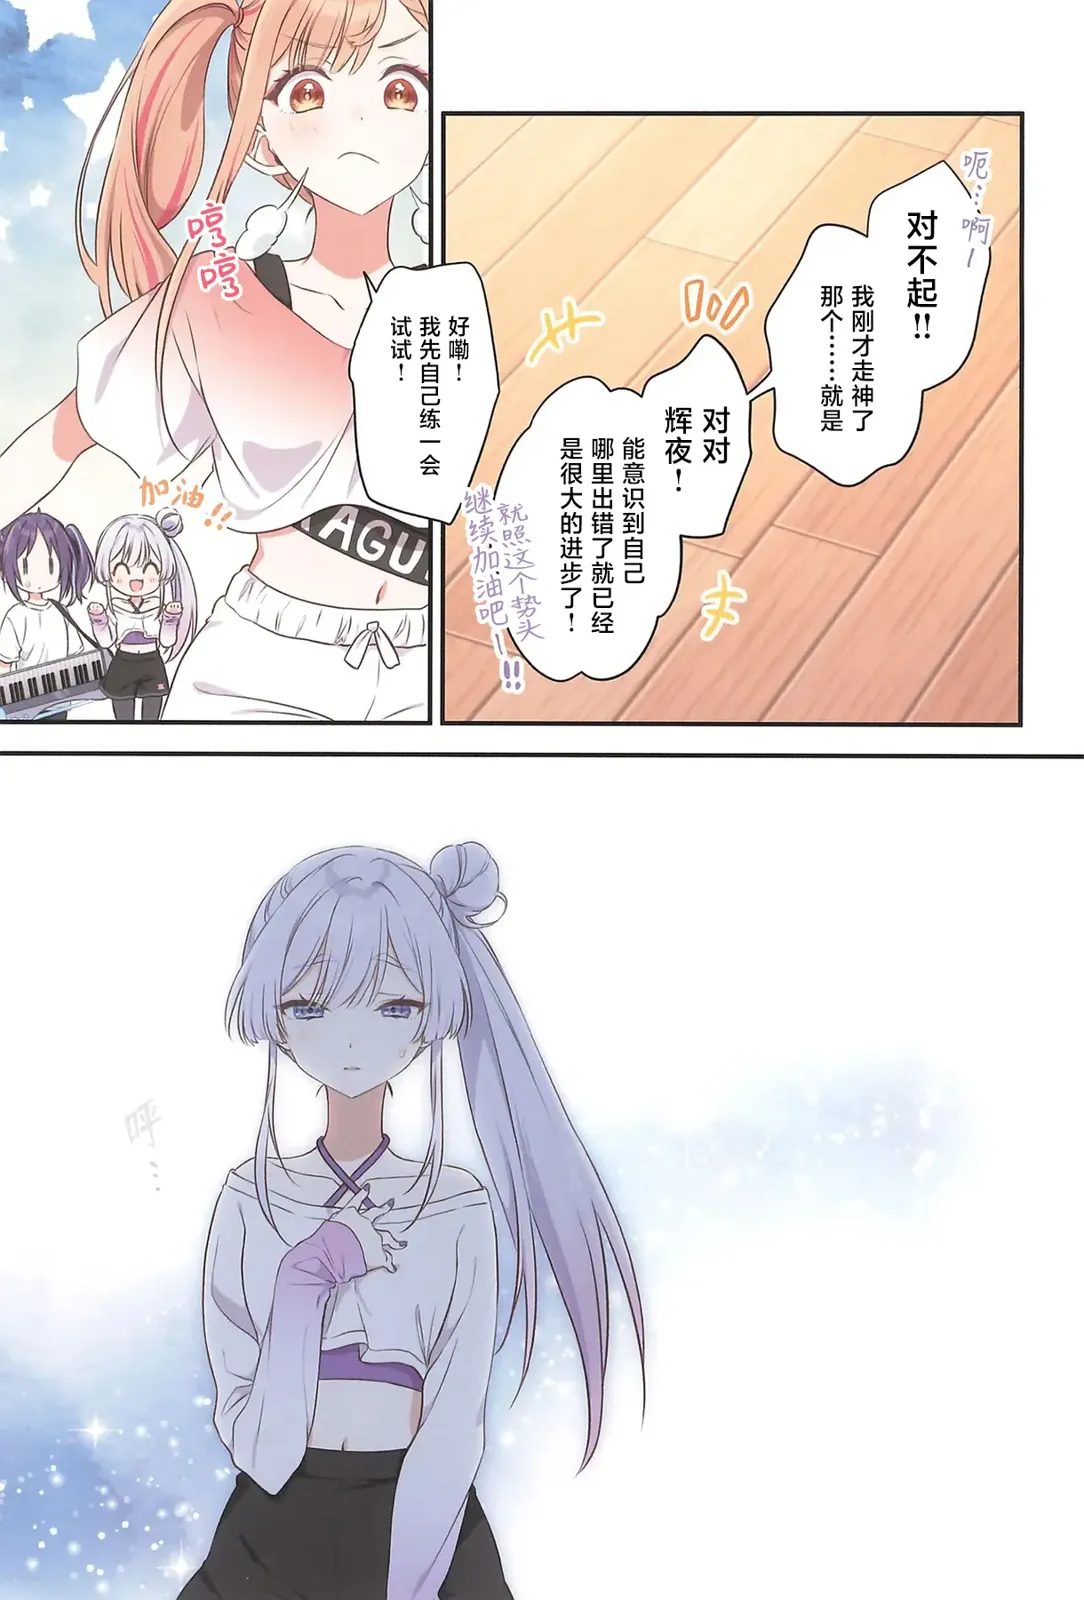 呃…啊ー
对不起!!
我刚才走神了
那个……就是
对对
辉夜!
能意识到自己
哪里出错了就已经
是很大的进步了!
就照这个势头
继续加油吧ー!!
哼
哼
好嘞!
我先自己练一会
试试!
AGU
加油!!
呼…